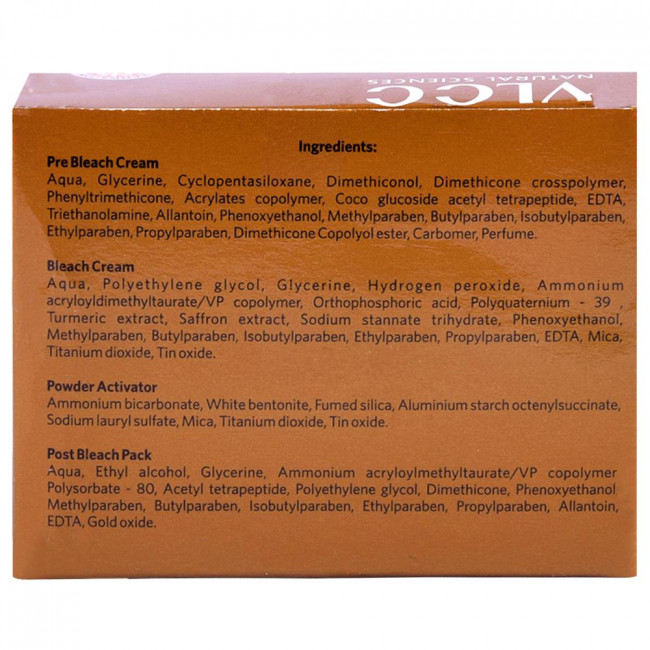 VLCC
NATURAL SCIENCES
Ingredients:
Pre Bleach Cream
Aqua, Glycerine, Cyclopentasiloxane, Dimethiconol, Dimethicone crosspolymer,
Phenyltrimethicone, Acrylates copolymer, Coco glucoside acetyl tetrapeptide, EDTA,
Triethanolamine, Allantoin, Phenoxyethanol, Methylparaben, Butylparaben, Isobutylparaben,
Ethylparaben, Propylparaben, Dimethicone Copolyol ester, Carbomer, Perfume.
Bleach Cream
Aqua, Polyethylene glycol, Glycerine, Hydrogen peroxide, Ammonium
acryloyldimethyltaurate/VP copolymer, Orthophosphoric acid, Polyquaternium - 39 ,
Turmeric extract, Saffron extract, Sodium stannate trihydrate, Phenoxyethanol,
Methylparaben, Butylparaben, Isobutylparaben, Ethylparaben, Propylparaben, EDTA, Mica,
Titanium dioxide, Tin oxide.
Powder Activator
Ammonium bicarbonate, White bentonite, Fumed silica, Aluminium starch octenylsuccinate,
Sodium lauryl sulfate, Mica, Titanium dioxide, Tin oxide.
Post Bleach Pack
Aqua, Ethyl alcohol, Glycerine, Ammonium acryloylmethyltaurate/VP copolymer
Polysorbate - 80, Acetyl tetrapeptide, Polyethylene glycol, Dimethicone, Phenoxyethanol
Methylparaben, Butylparaben, Isobutylparaben, Ethylparaben, Propylparaben, Allantoin,
EDTA, Gold oxide.